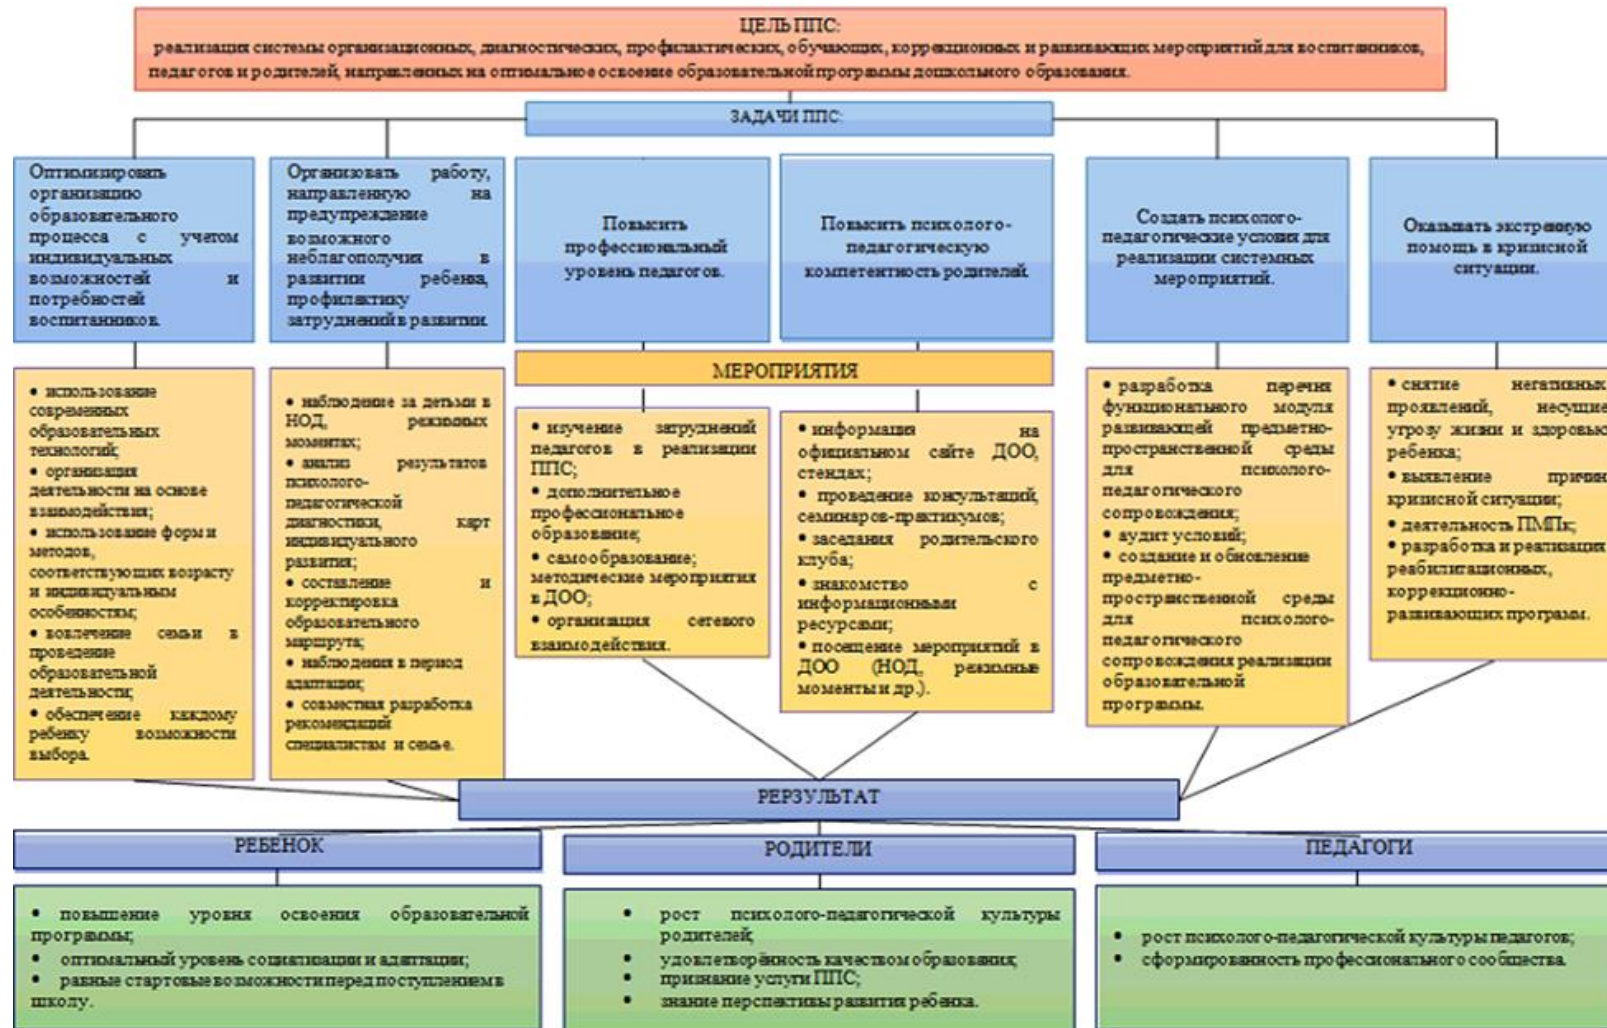 ЦЕЛЬ ППС:
реализация системы организационных, диагностических, профилактических, обучающих, коррекционных и развивающих мероприятий для воспитанников,
педагогов и родителей, направленных на оптимальное освоение образовательной программы дошкольного образования.
ЗАДАЧИ ППС:
Оптимизировать
организацию
образовательного
процесса с учетом
индивидуальных
возможностей и
потребностей
воспитанников.
Организовать работу,
направленную на
предупреждение
возможного
неблагополучия в
развитии ребенка,
профилактику
затруднений в развитии.
Повысить
профессиональный
уровень педагогов.
Повысить психолого-
педагогическую
компетентность родителей.
Создать психолого-
педагогические условия для
реализации системных
мероприятий.
Оказывать экстренную
помощь в кризисной
ситуации.
МЕРОПРИЯТИЯ
• использование
современных
образовательных
технологий;
• организация
деятельности на основе
взаимодействия;
• использование форм и
методов,
соответствующих возрасту
и индивидуальным
особенностям;
• вовлечение семьи в
проведение
образовательной
деятельности;
• обеспечение каждому
ребенку возможности
выбора.
• наблюдение за детьми в
НОД, режимных
моментах;
• анализ результатов
психолого-
педагогической
диагностики, карт
индивидуального
развития;
• составление и
корректировка
образовательного
маршрута;
• наблюдения в период
адаптации;
• совместная разработка
рекомендаций
специалистам и семье.
• изучение затруднений
педагогов в реализации
ППС;
• дополнительное
профессиональное
образование;
• самообразование;
методические мероприятия
в ДОО;
• организация сетевого
взаимодействия.
• информация на
официальном сайте ДОО,
стендах;
• проведение консультаций,
семинаров-практикумов;
• заседания родительского
клуба;
• знакомство с
информационными
ресурсами;
• посещение мероприятий в
ДОО (НОД, режимные
моменты и др.).
• разработка перечня
функционального модуля
развивающей предметно-
пространственной среды
для психолого-
педагогического
сопровождения;
• аудит условий;
• создание и обновление
предметно-
пространственной среды
для психолого-
педагогического
сопровождения реализации
образовательной
программы.
• снятие негативных
проявлений, несущие
угрозу жизни и здоровью
ребенка;
• выявление причин
кризисной ситуации;
• деятельность ПМПк;
• разработка и реализация
реабилитационных,
коррекционно-
развивающих программ.
РЕРЗУЛЬТАТ
РЕБЕНОК
РОДИТЕЛИ
ПЕДАГОГИ
• повышение уровня освоения образовательной
программы;
• оптимальный уровень социализации и адаптации;
• равные стартовые возможности перед поступлением в
школу.
• рост психолого-педагогической культуры
родителей;
• удовлетворённость качеством образования;
• признание услуги ППС;
• знание перспективы развития ребенка.
• рост психолого-педагогической культуры педагогов;
• сформированность профессионального сообщества.